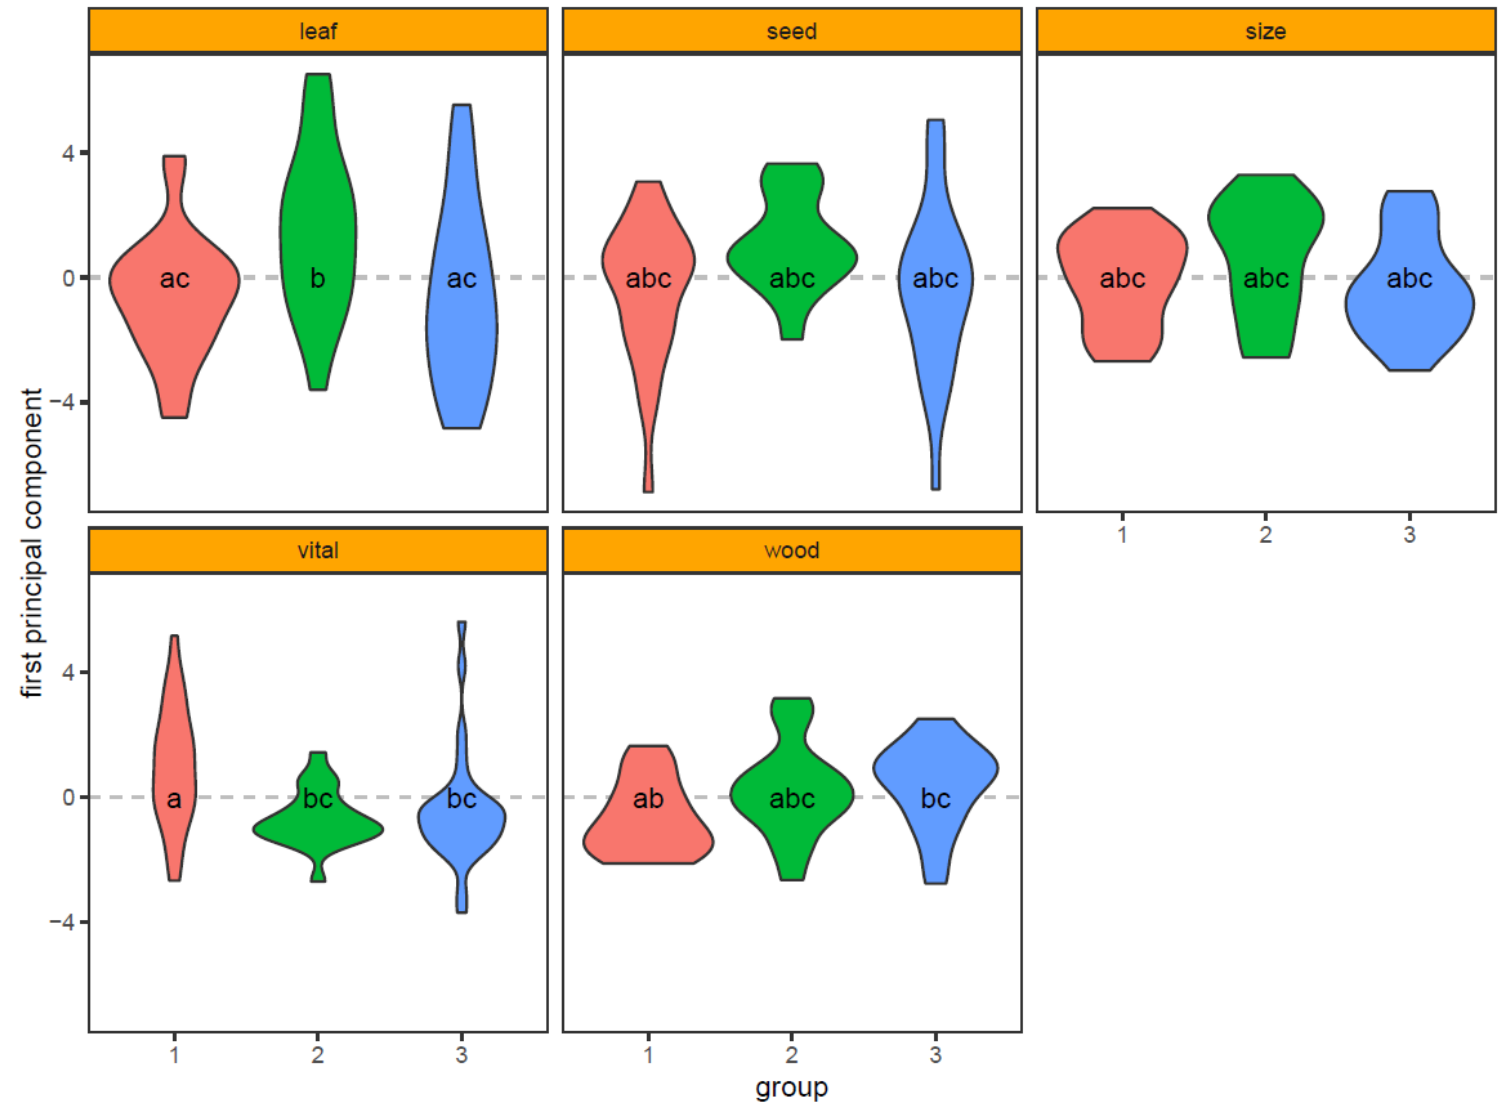 leaf
seed
size
4
0
−4
ac
b
ac
abc
abc
abc
abc
abc
abc
1
2
3
vital
wood
4
0
−4
a
bc
bc
ab
abc
bc
1
2
3
1
2
3
first principal component
group